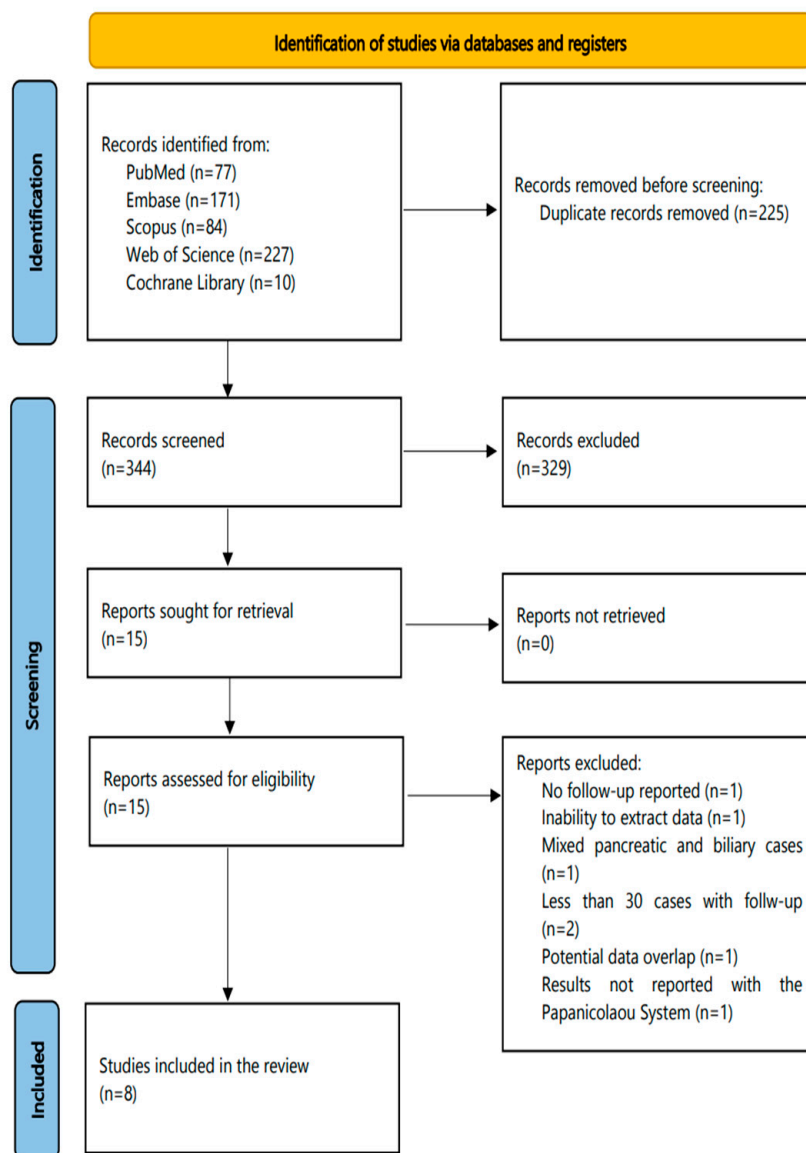 Identification of studies via databases and registers
Identification
Records identified from:
PubMed (n=77)
Embase (n=171)
Scopus (n=84)
Web of Science (n=227)
Cochrane Library (n=10)
Records removed before screening:
Duplicate records removed (n=225)
Screening
Records screened
(n=344)
Records excluded
(n=329)
Reports sought for retrieval
(n=15)
Reports not retrieved
(n=0)
Reports assessed for eligibility
(n=15)
Reports excluded:
No follow-up reported (n=1)
Inability to extract data (n=1)
Mixed pancreatic and biliary cases
(n=1)
Less than 30 cases with follw-up
(n=2)
Potential data overlap (n=1)
Results not reported with the
Papanicolaou System (n=1)
Included
Studies included in the review
(n=8)